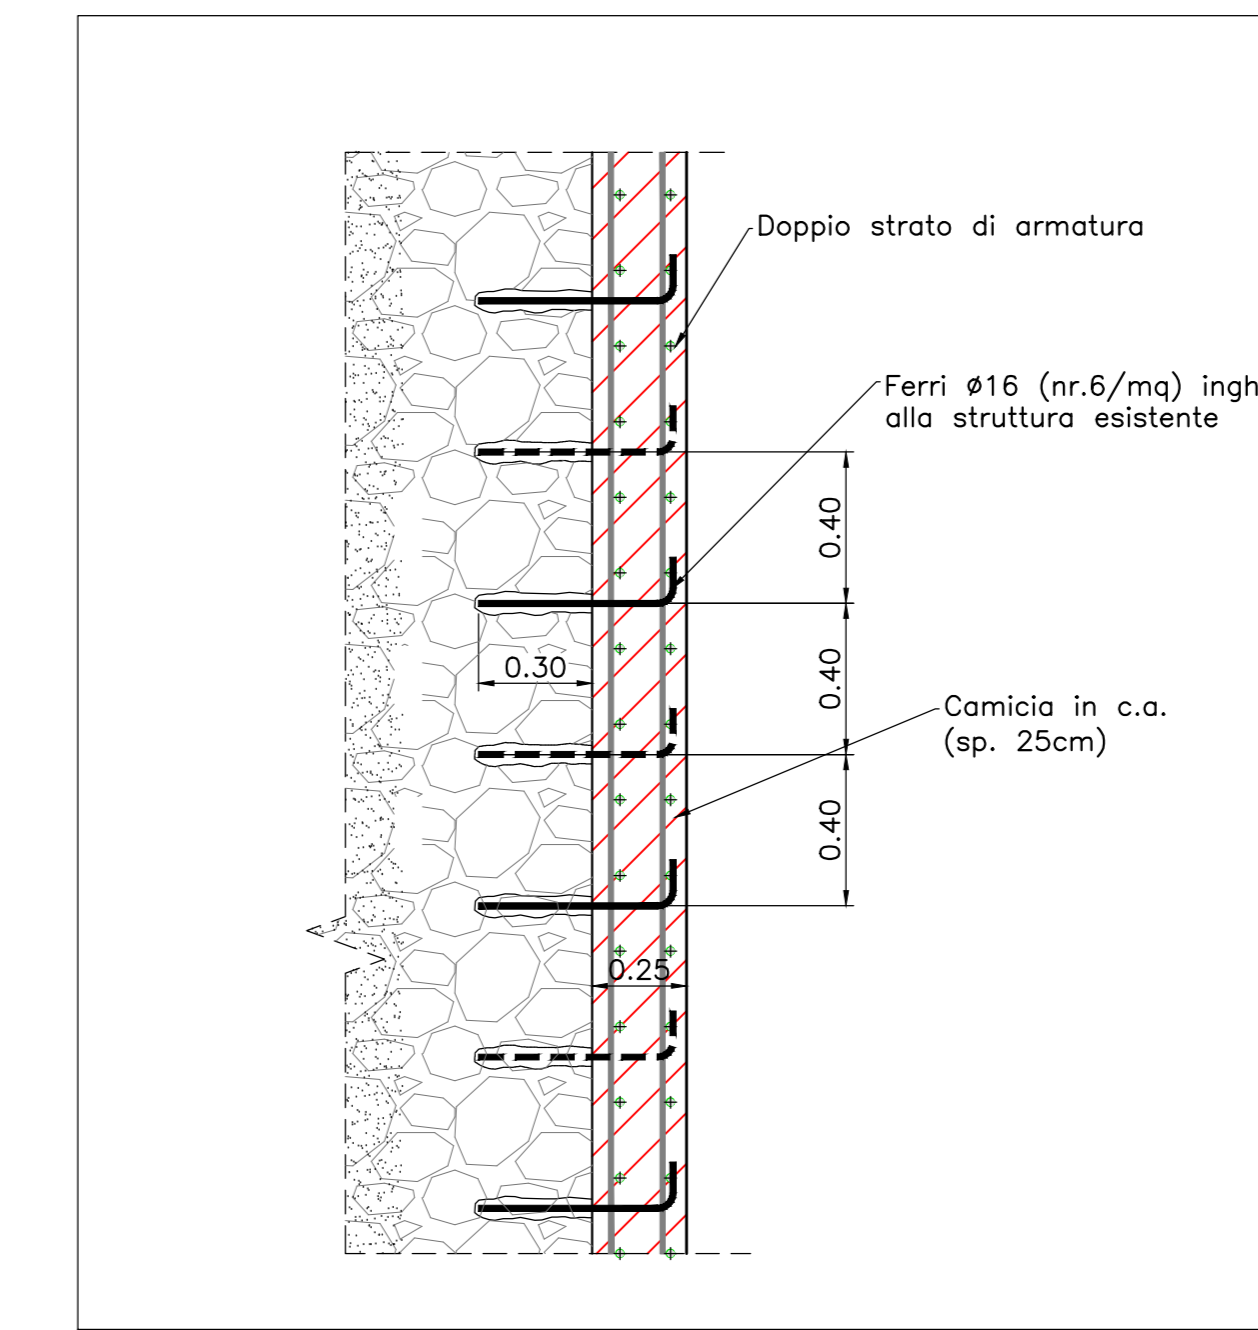 Doppio strato di armatura
Ferri ø16 (nr.6/mq) ingh
alla struttura esistente
0.40
0.40
0.30
Camicia in c.a.
(sp. 25cm)
0.40
0.25